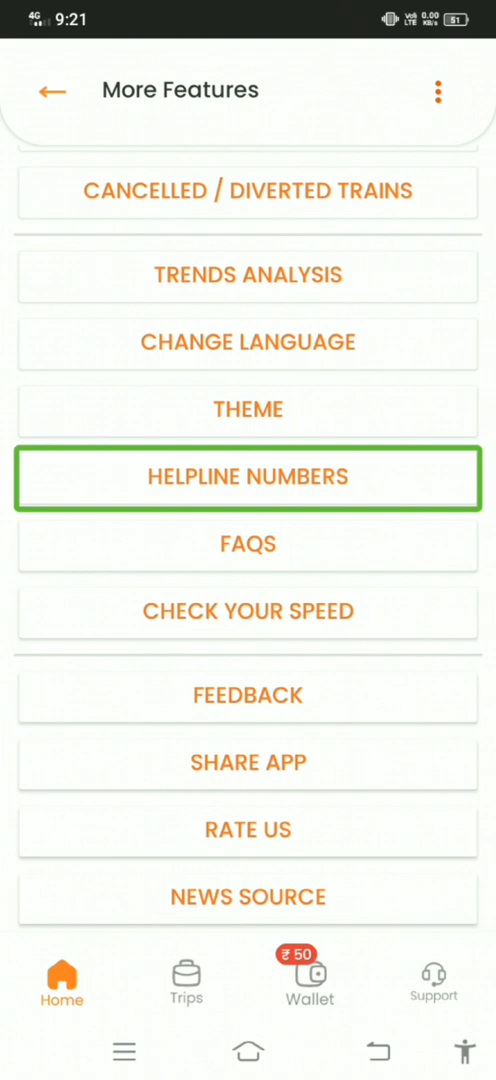 4G 9:21 Vo) LTE 0.00 KB/s 51
More Features
CANCELLED / DIVERTED TRAINS
TRENDS ANALYSIS
CHANGE LANGUAGE
THEME
HELPLINE NUMBERS
FAQS
CHECK YOUR SPEED
FEEDBACK
SHARE APP
RATE US
NEWS SOURCE
₹ 50
Home Trips Wallet Support